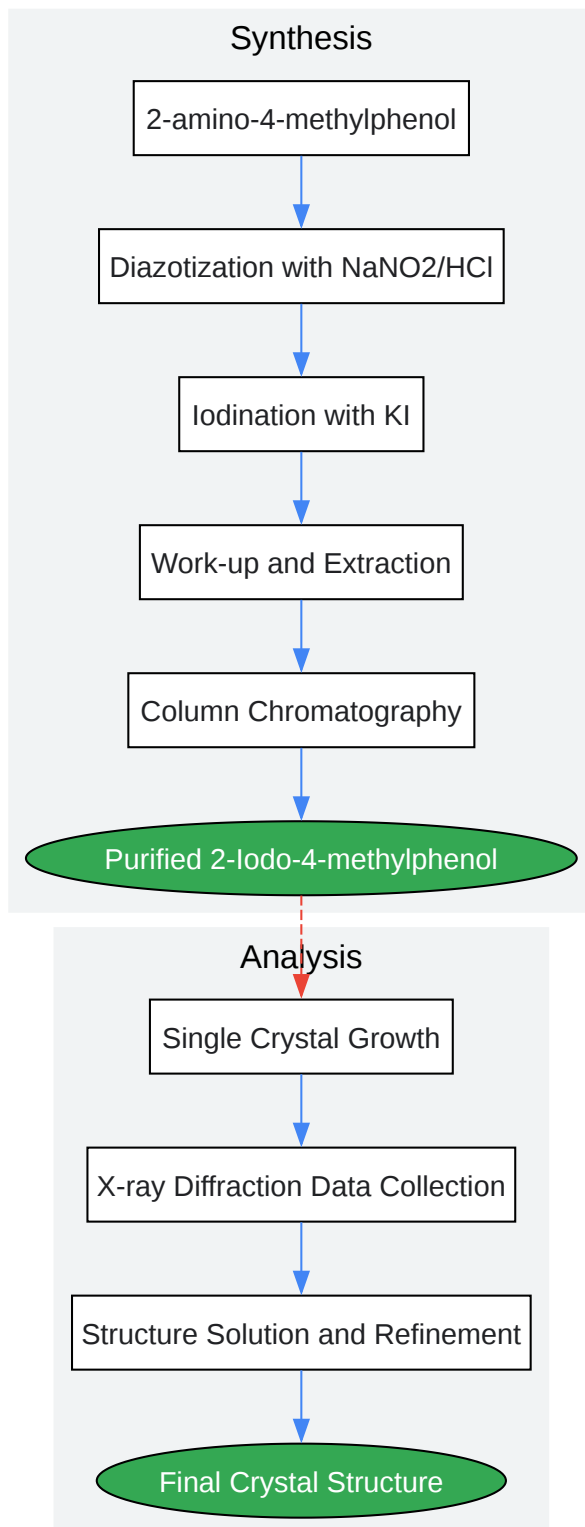 Synthesis
2-amino-4-methylphenol
Diazotization with NaNO2/HCl
Iodination with KI
Work-up and Extraction
Column Chromatography
Purified 2-Iodo-4-methylphenol
Analysis
Single Crystal Growth
X-ray Diffraction Data Collection
Structure Solution and Refinement
Final Crystal Structure